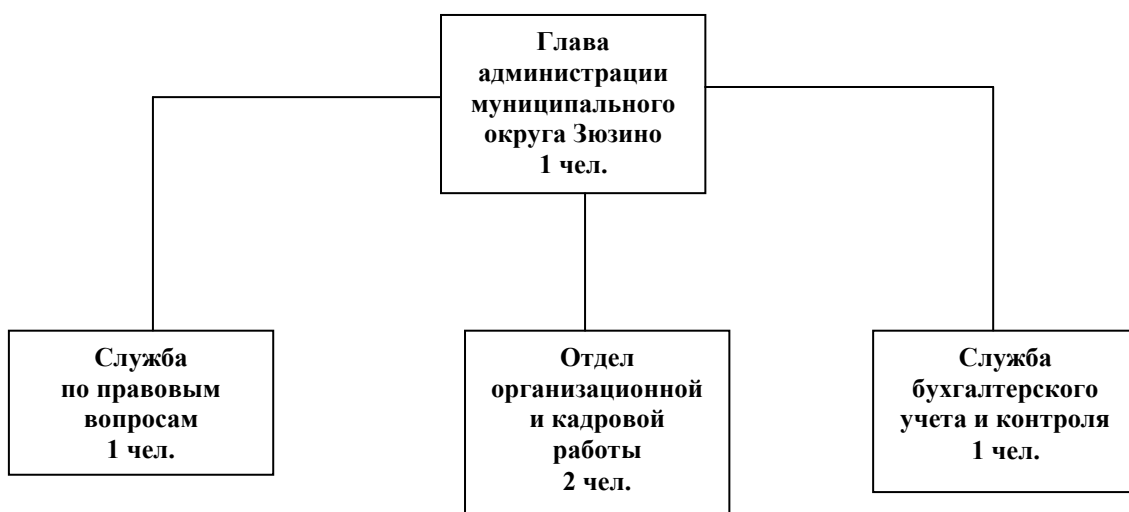 Глава
администрации
муниципального
округа Зюзино
1 чел.
Служба
по правовым
вопросам
1 чел.
Отдел
организационной
и кадровой
работы
2 чел.
Служба
бухгалтерского
учета и контроля
1 чел.